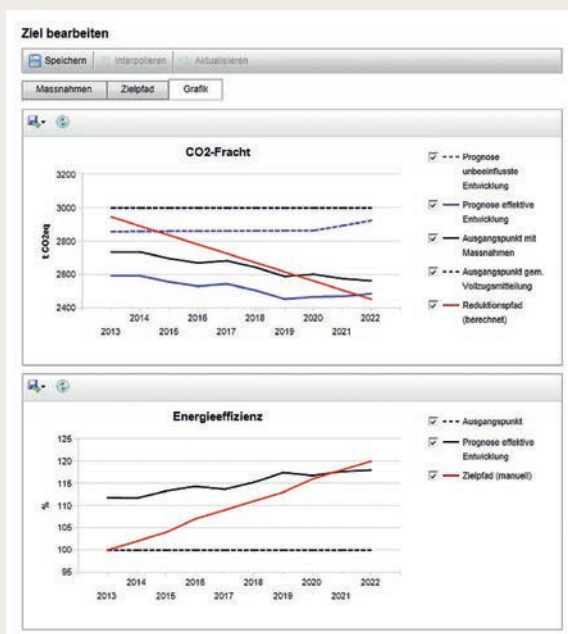 Ziel bearbeiten
Speichern Interpolieren Aktualisieren
Massnahmen Zielpfad Grafik
CO2-Fracht
t CO2eq
3200
3000
2800
2600
2400
2014 2016 2018 2020 2022
2013 2015 2017 2019 2021
Prognose
unbeeinflusste
Entwicklung
Prognose effektive
Entwicklung
Ausgangspunkt mit
Massnahmen
Ausgangspunkt gem.
Vollzugsmitteilung
Reduktionspfad
(berechnet)
Energieeffizienz
%
125
120
115
110
105
100
95
2014 2016 2018 2020 2022
2013 2015 2017 2019 2021
Ausgangspunkt
Prognose effektive
Entwicklung
Zielpfad (manuell)